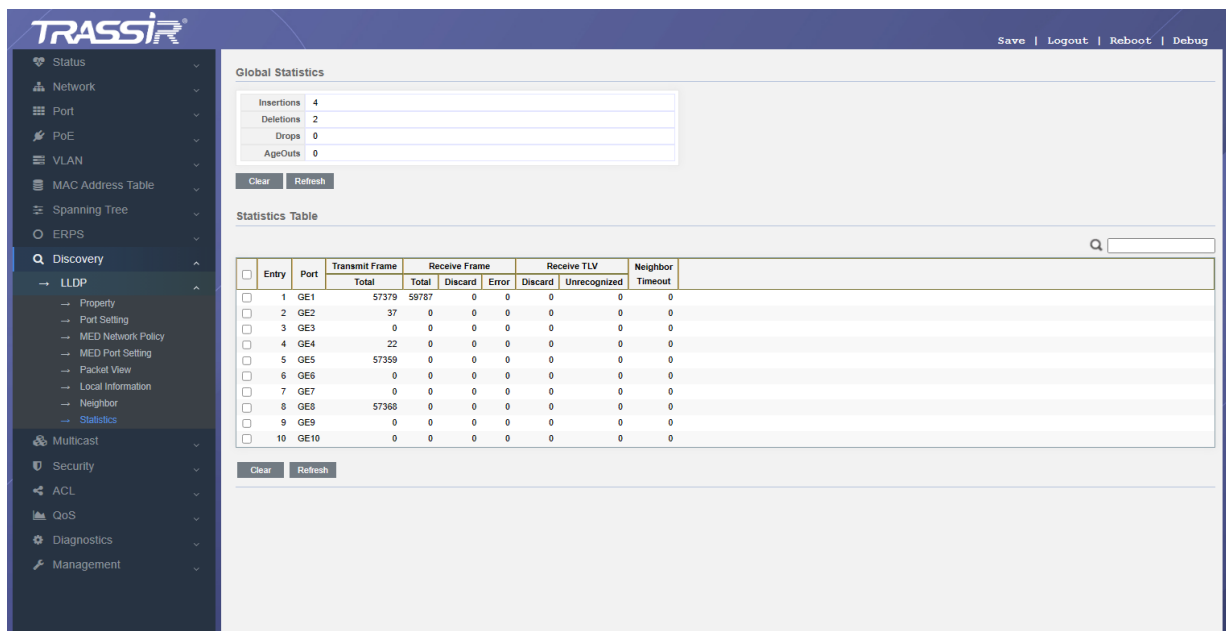 TRASSIR®
Save | Logout | Reboot | Debug
Status
Network
Port
PoE
VLAN
MAC Address Table
Spanning Tree
ERPS
Discovery
→ LLDP
→ Property
→ Port Setting
→ MED Network Policy
→ MED Port Setting
→ Packet View
→ Local Information
→ Neighbor
→ Statistics
Multicast
Security
ACL
QoS
Diagnostics
Management
Global Statistics
Insertions 4
Deletions 2
Drops 0
AgeOuts 0
Clear Refresh
Statistics Table
Entry Port Transmit Frame Receive Frame Receive TLV Neighbor
Total Total Discard Error Discard Unrecognized Timeout
1 GE1 57379 59787 0 0 0 0 0
2 GE2 37 0 0 0 0 0 0
3 GE3 0 0 0 0 0 0 0
4 GE4 22 0 0 0 0 0 0
5 GE5 57359 0 0 0 0 0 0
6 GE6 0 0 0 0 0 0 0
7 GE7 0 0 0 0 0 0 0
8 GE8 57368 0 0 0 0 0 0
9 GE9 0 0 0 0 0 0 0
10 GE10 0 0 0 0 0 0 0
Clear Refresh